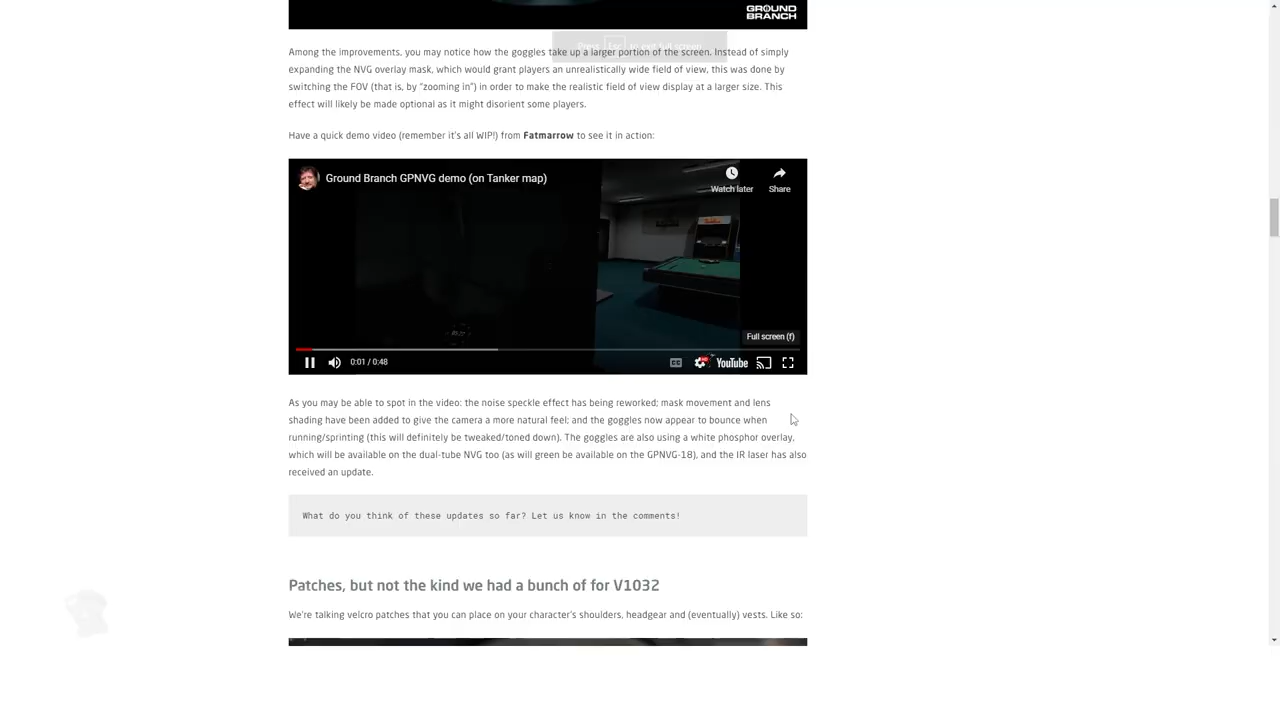 GROUND
BRANCH
Press Esc to exit full screen
Among the improvements, you may notice how the goggles take up a larger portion of the screen. Instead of simply
expanding the NVG overlay mask, which would grant players an unrealistically wide field of view, this was done by
switching the FOV (that is, by "zooming in") in order to make the realistic field of view display at a larger size. This
effect will likely be made optional as it might disorient some players.
Have a quick demo video (remember it's all WIP!) from Fatmarrow to see it in action:
Ground Branch GPNVG demo (on Tanker map)
Watch later
Share
Full screen (f)
0:01 / 0:48
CC
HD
YouTube
As you may be able to spot in the video: the noise speckle effect has being reworked; mask movement and lens
shading have been added to give the camera a more natural feel; and the goggles now appear to bounce when
running/sprinting (this will definitely be tweaked/toned down). The goggles are also using a white phosphor overlay,
which will be available on the dual-tube NVG too (as will green be available on the GPNVG-18), and the IR laser has also
received an update.
What do you think of these updates so far? Let us know in the comments!
Patches, but not the kind we had a bunch of for V1032
We're talking velcro patches that you can place on your character's shoulders, headgear and (eventually) vests. Like so: